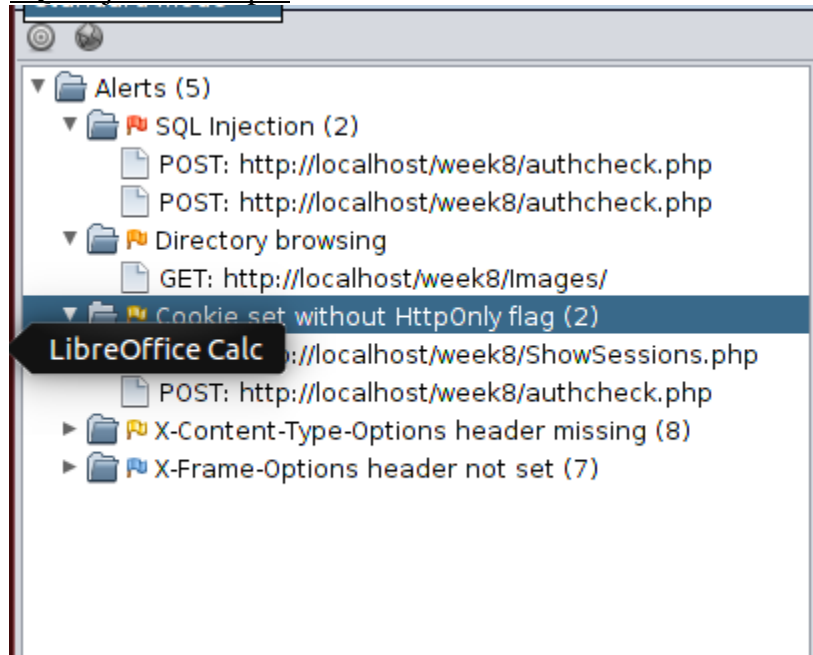 Alerts (5)
SQL Injection (2)
POST: http://localhost/week8/authcheck.php
POST: http://localhost/week8/authcheck.php
Directory browsing
GET: http://localhost/week8/Images/
Cookie set without HttpOnly flag (2)
LibreOffice Calc
://localhost/week8/ShowSessions.php
POST: http://localhost/week8/authcheck.php
X-Content-Type-Options header missing (8)
X-Frame-Options header not set (7)